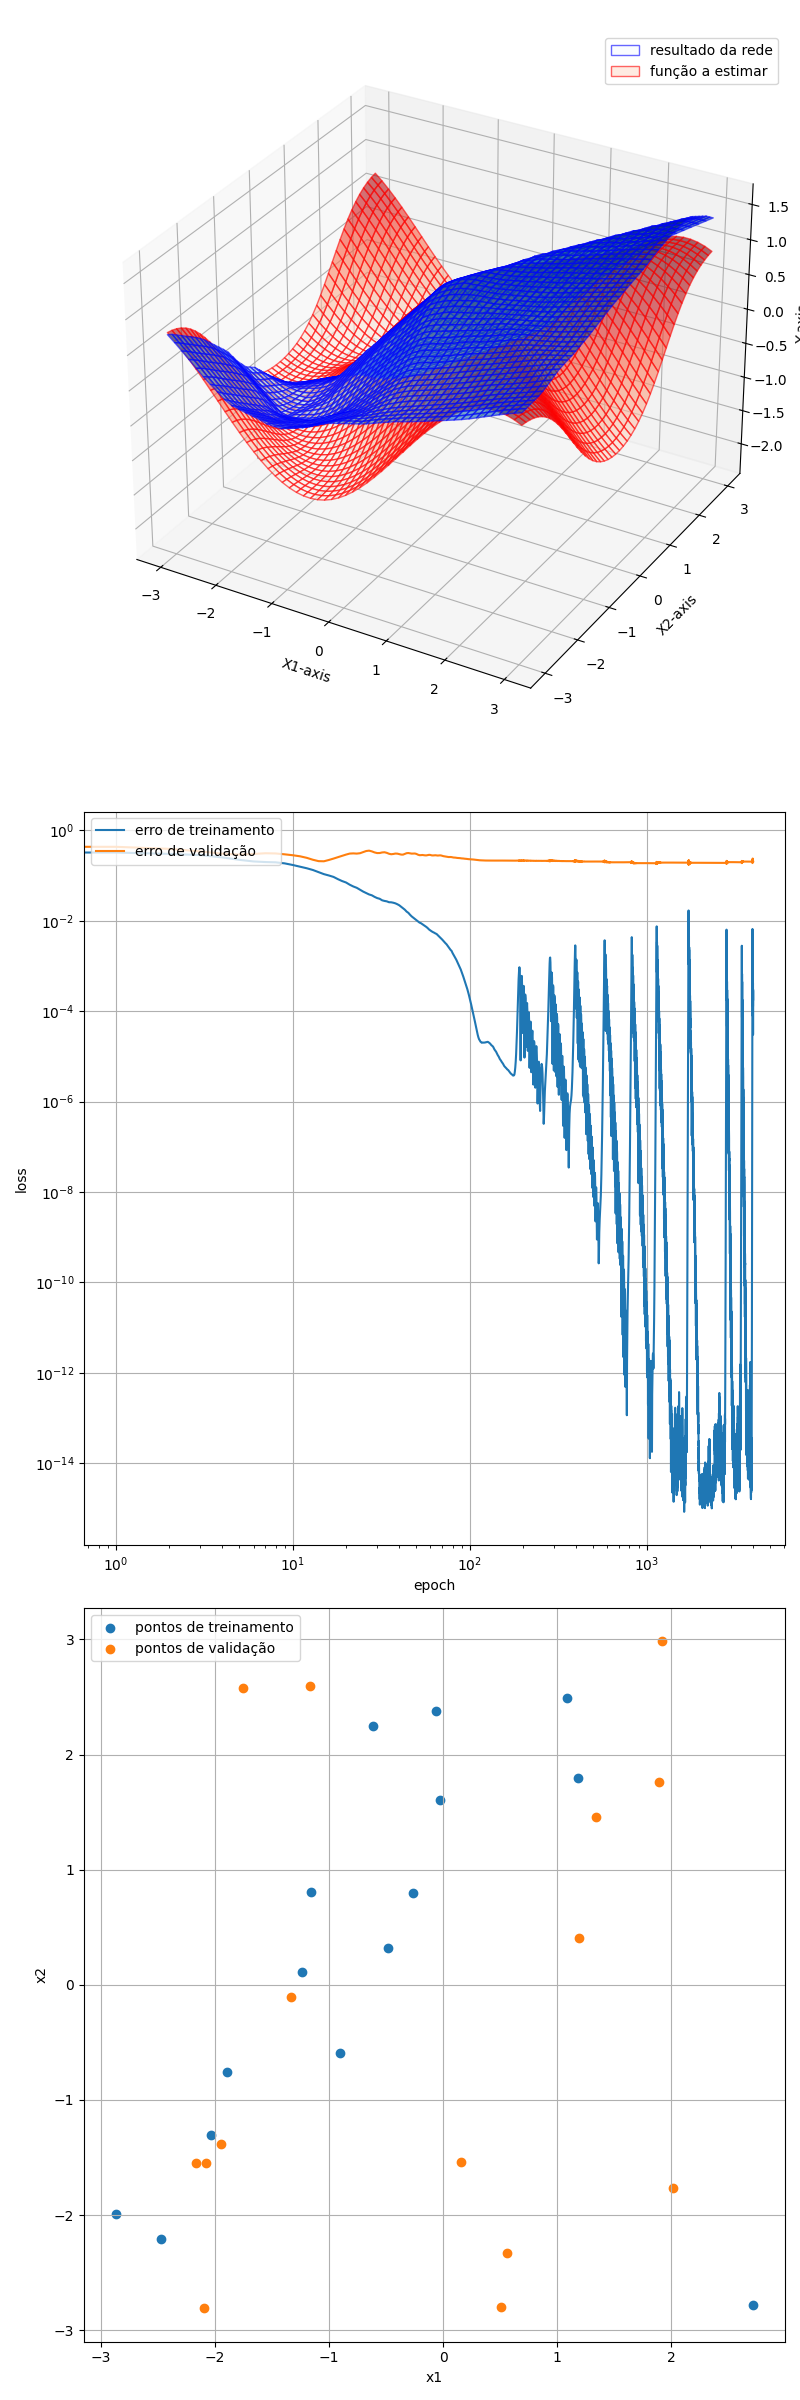 resultado da rede
função a estimar
1.5
1.0
0.5
0.0
−0.5
−1.0
−1.5
−2.0
3
2
1
0
−1
−2
−3
X2-axis
−3
−2
−1
0
1
2
3
X1-axis
erro de treinamento
erro de validação
10^0
10^−2
10^−4
10^−6
10^−8
10^−10
10^−12
10^−14
loss
10^0 10^1 10^2 10^3
epoch
pontos de treinamento
pontos de validação
3
2
1
0
−1
−2
−3
x2
−3 −2 −1 0 1 2
x1